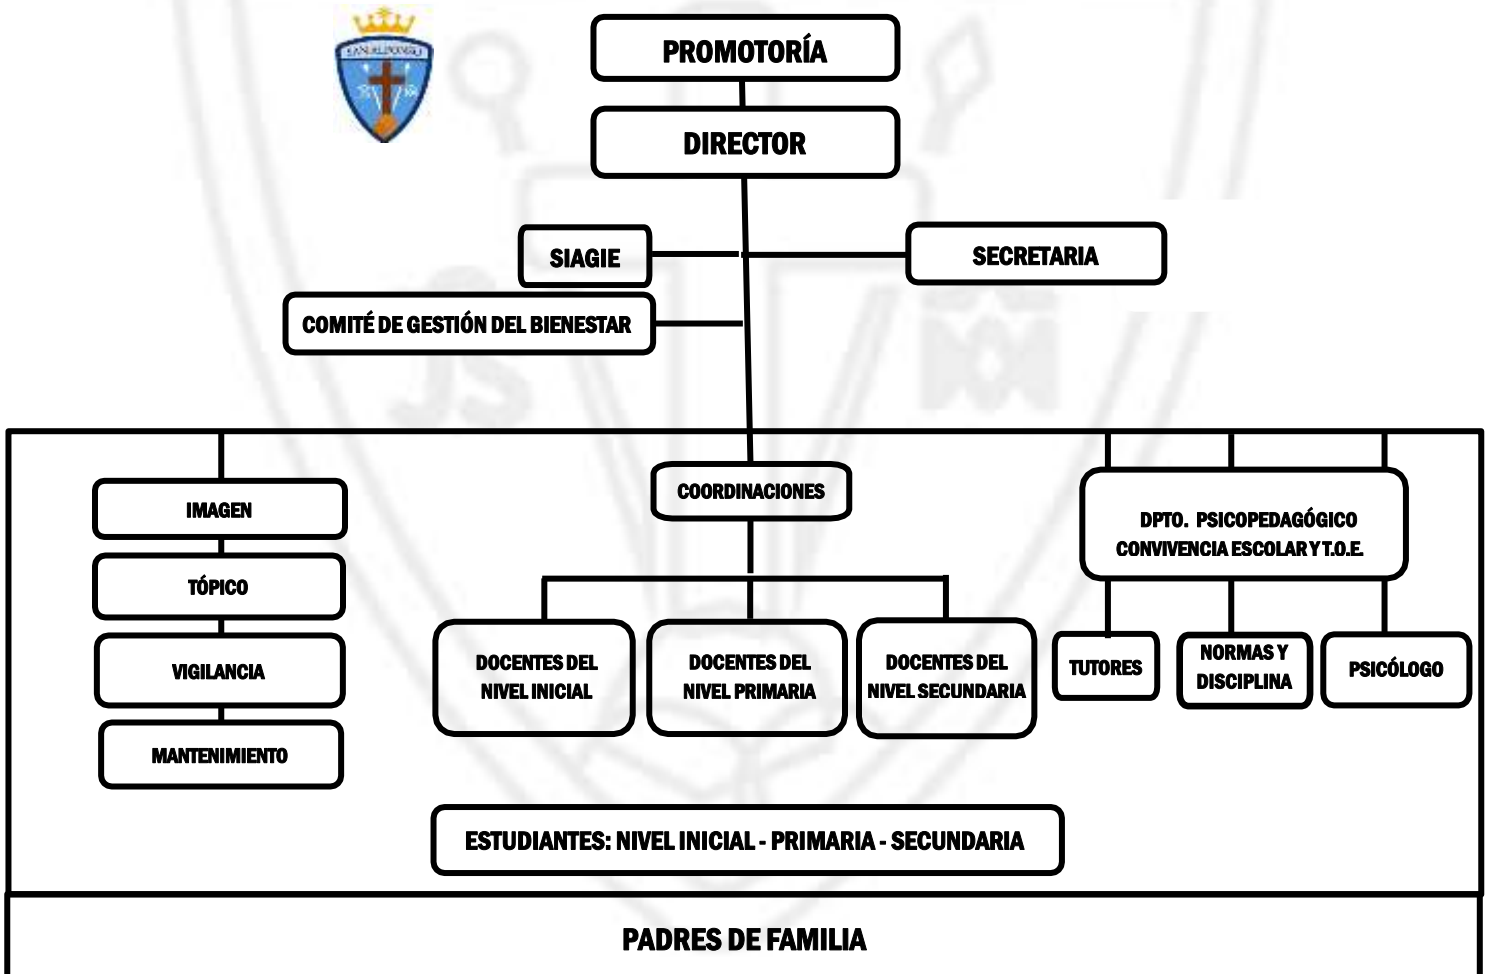 SAN ALFONSO
PROMOTORÍA
DIRECTOR
SIAGIE
SECRETARIA
COMITÉ DE GESTIÓN DEL BIENESTAR
COORDINACIONES
IMAGEN
DPTO. PSICOPEDAGÓGICO
CONVIVENCIA ESCOLAR Y T.O.E.
TÓPICO
VIGILANCIA
MANTENIMIENTO
DOCENTES DEL
NIVEL INICIAL
DOCENTES DEL
NIVEL PRIMARIA
DOCENTES DEL
NIVEL SECUNDARIA
TUTORES
NORMAS Y
DISCIPLINA
PSICÓLOGO
ESTUDIANTES: NIVEL INICIAL - PRIMARIA - SECUNDARIA
PADRES DE FAMILIA